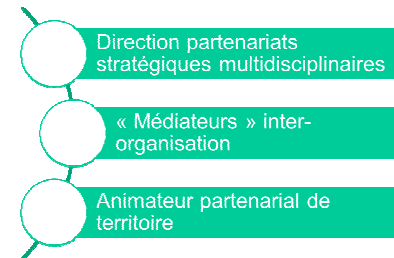 Direction partenariats
stratégiques multidisciplinaires
« Médiateurs » inter-
organisation
Animateur partenarial de
territoire